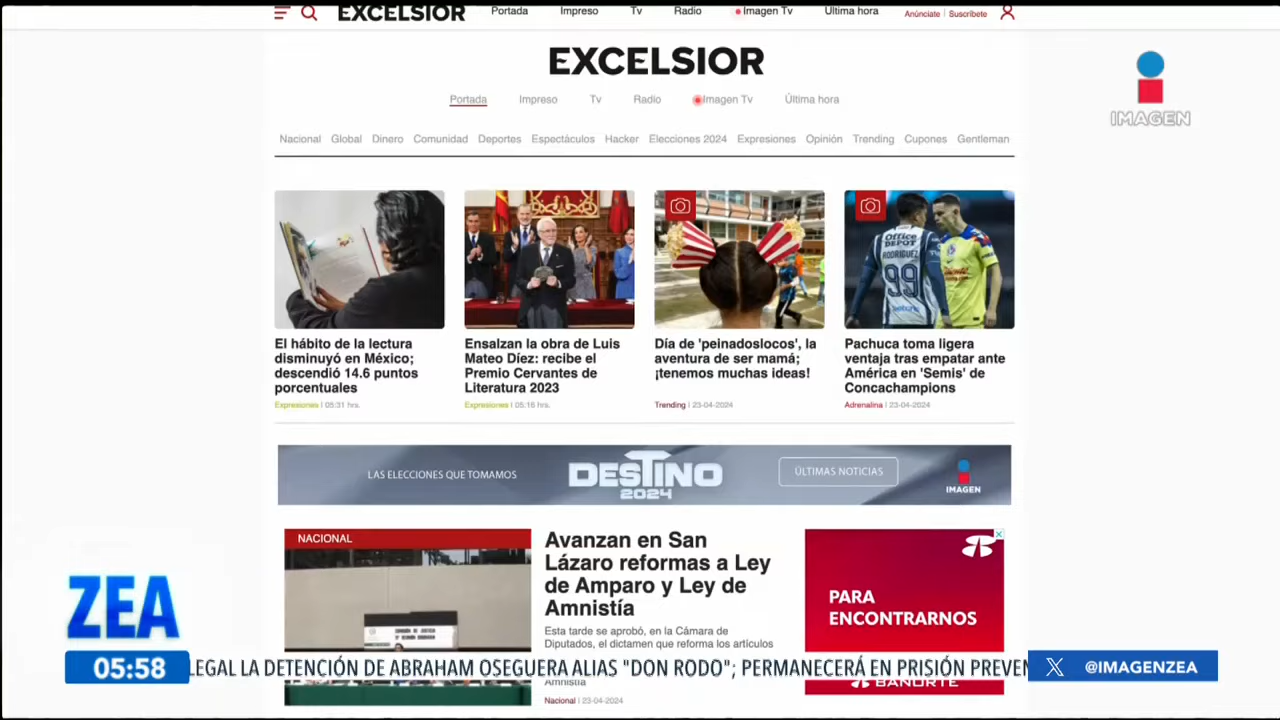 EXCELSIOR
Portada
Impreso
Tv
Radio
Imagen Tv
Última hora
Anúnciate | Suscríbete
IMAGEN
EXCELSIOR
Portada
Impreso
Tv
Radio
Imagen Tv
Última hora
Nacional
Global
Dinero
Comunidad
Deportes
Espectáculos
Hacker
Elecciones 2024
Expresiones
Opinión
Trending
Cupones
Gentleman
Office
DEPOT
RODRIGUEZ
99
El hábito de la lectura
disminuyó en México;
descendió 14.6 puntos
porcentuales
Expresiones | 05:31 hrs.
Ensalzan la obra de Luis
Mateo Díez: recibe el
Premio Cervantes de
Literatura 2023
Expresiones | 05:16 hrs.
Día de 'peinadoslocos', la
aventura de ser mamá;
¡tenemos muchas ideas!
Trending | 23-04-2024
Pachuca toma ligera
ventaja tras empatar ante
América en 'Semis' de
Concachampions
Adrenalina | 23-04-2024
LAS ELECCIONES QUE TOMAMOS
DESTINO
2024
ÚLTIMAS NOTICIAS
IMAGEN
NACIONAL
Avanzan en San
Lázaro reformas a Ley
de Amparo y Ley de
Amnistía
Esta tarde se aprobó, en la Cámara de
Diputados, el dictamen que reforma los artículos
Amnistía
Nacional | 23-04-2024
PARA
ENCONTRARNOS
BANORTE
ZEA
05:58
LEGAL LA DETENCIÓN DE ABRAHAM OSEGUERA ALIAS "DON RODO"; PERMANECERÁ EN PRISIÓN PREVEN
@IMAGENZEA